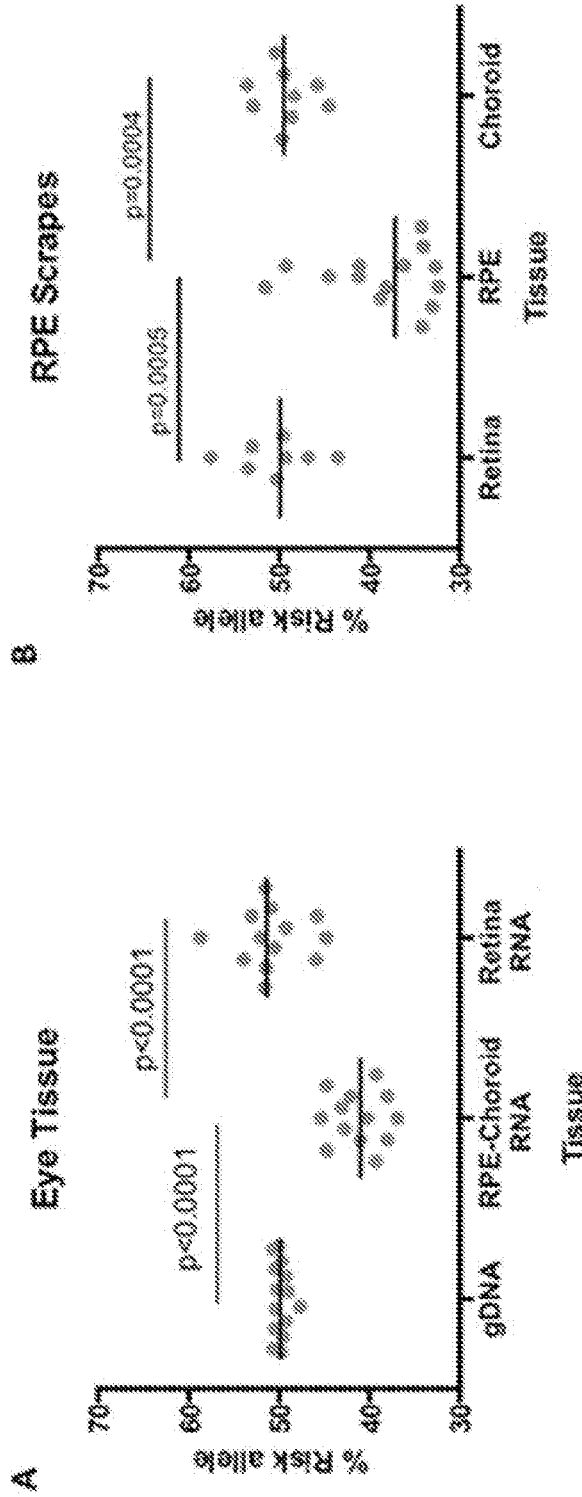 A
Eye Tissue
p<0.0001
p<0.0001
% Risk allele
70
60
50
40
30
gDNA
RPE-Choroid
RNA
Retina
RNA
Tissue
B
RPE Scrapes
p=0.0005
p=0.0004
% Risk allele
70
60
50
40
30
Retina
RPE
Choroid
Tissue